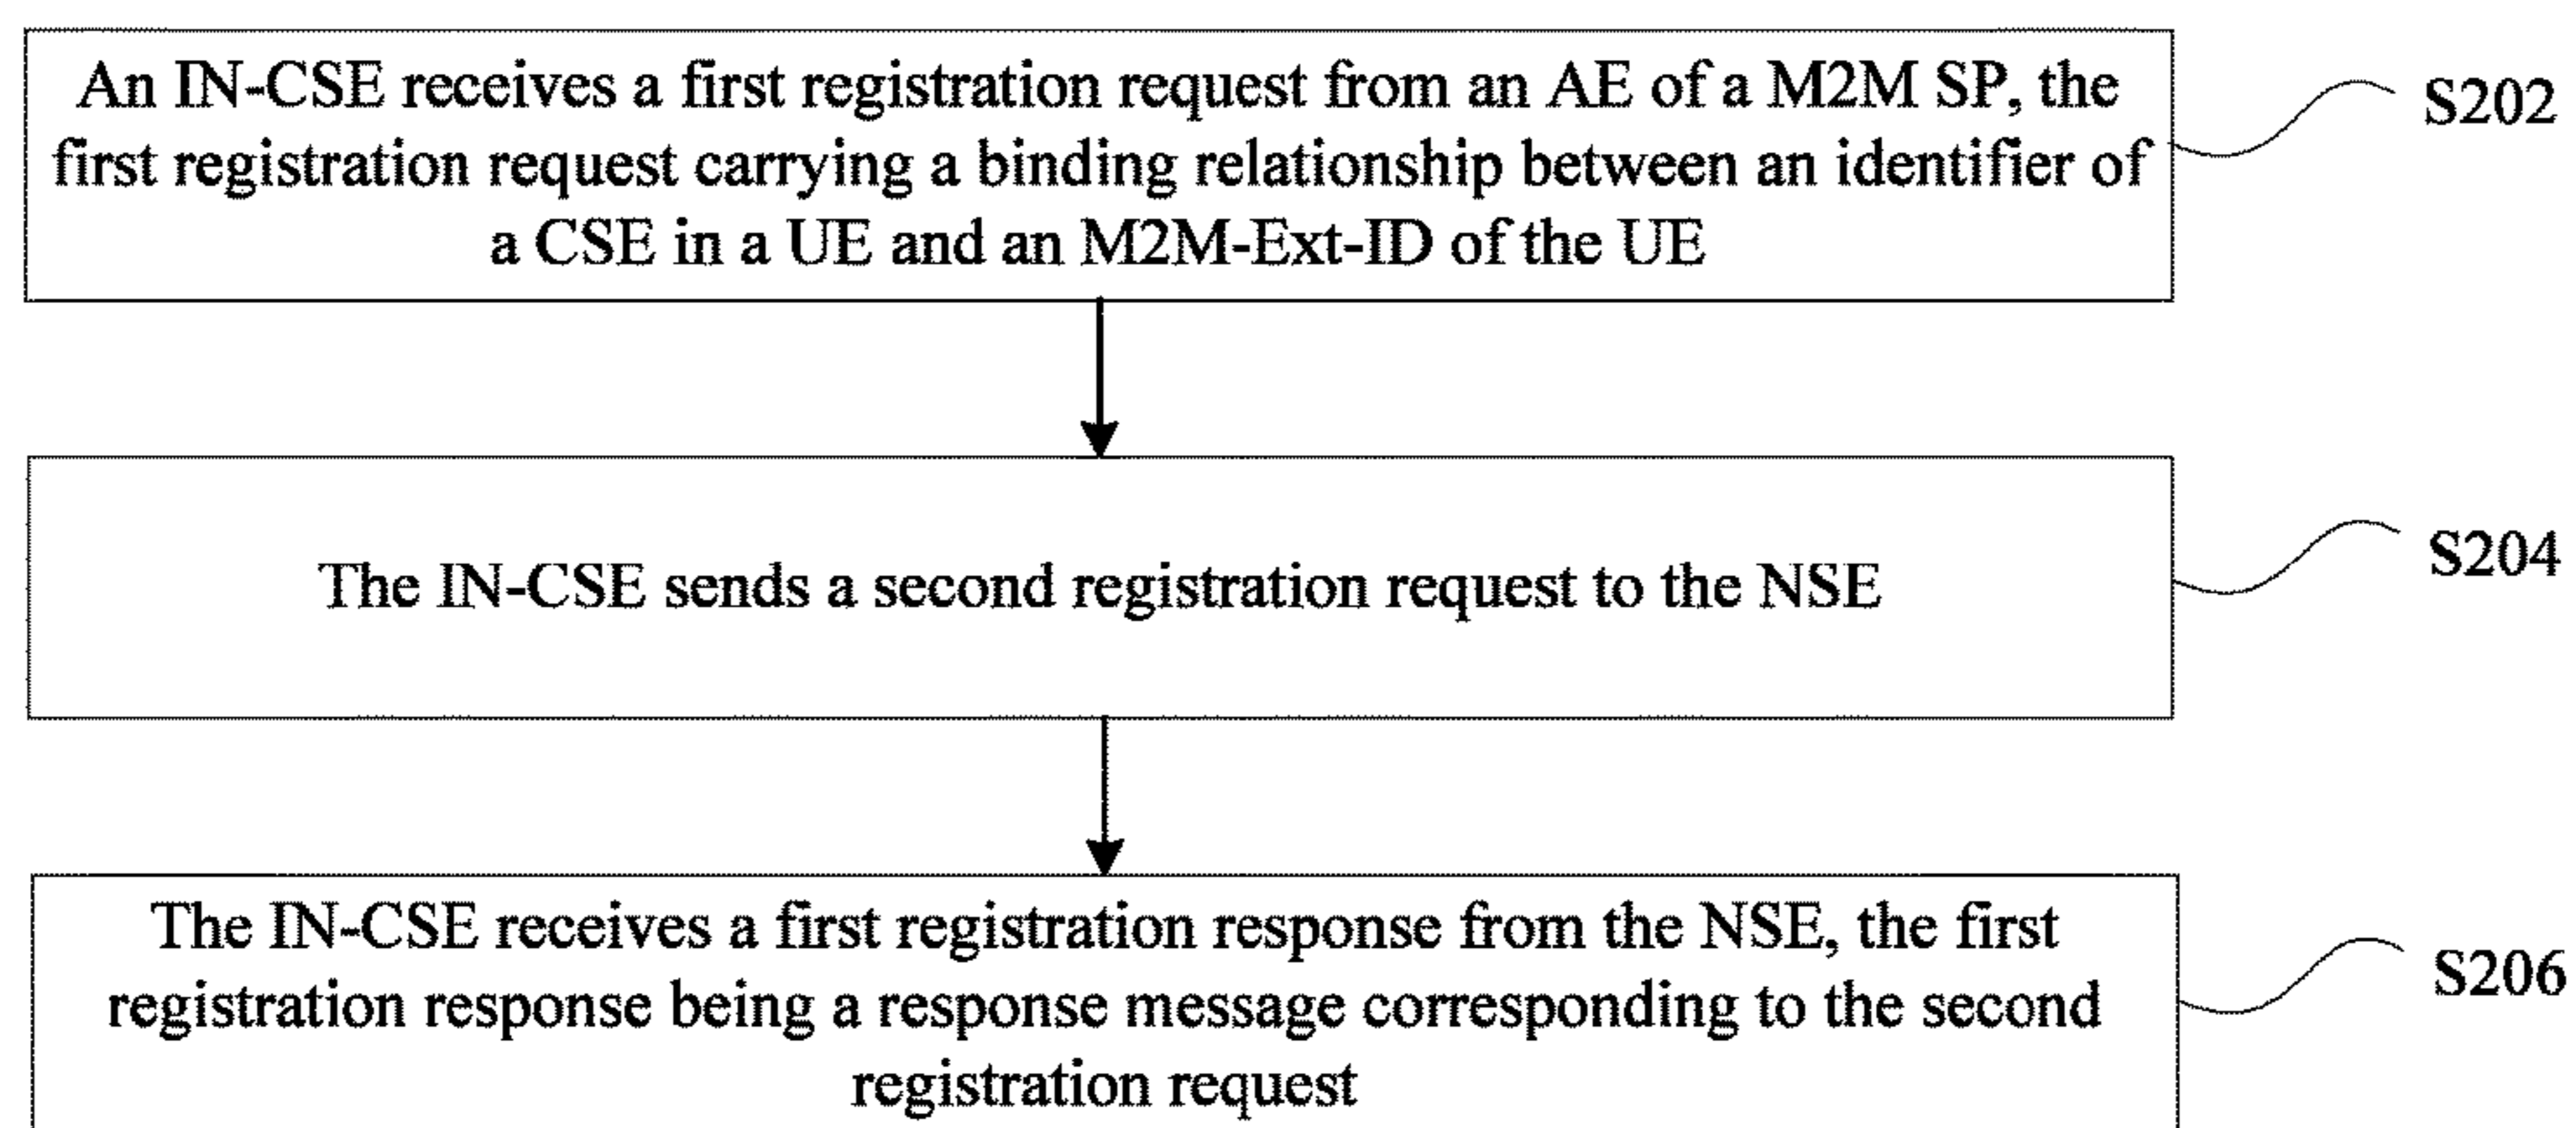 An IN-CSE receives a first registration request from an AE of a M2M SP, the
first registration request carrying a binding relationship between an identifier of
a CSE in a UE and an M2M-Ext-ID of the UE
S202
The IN-CSE sends a second registration request to the NSE
S204
The IN-CSE receives a first registration response from the NSE, the first
registration response being a response message corresponding to the second
registration request
S206